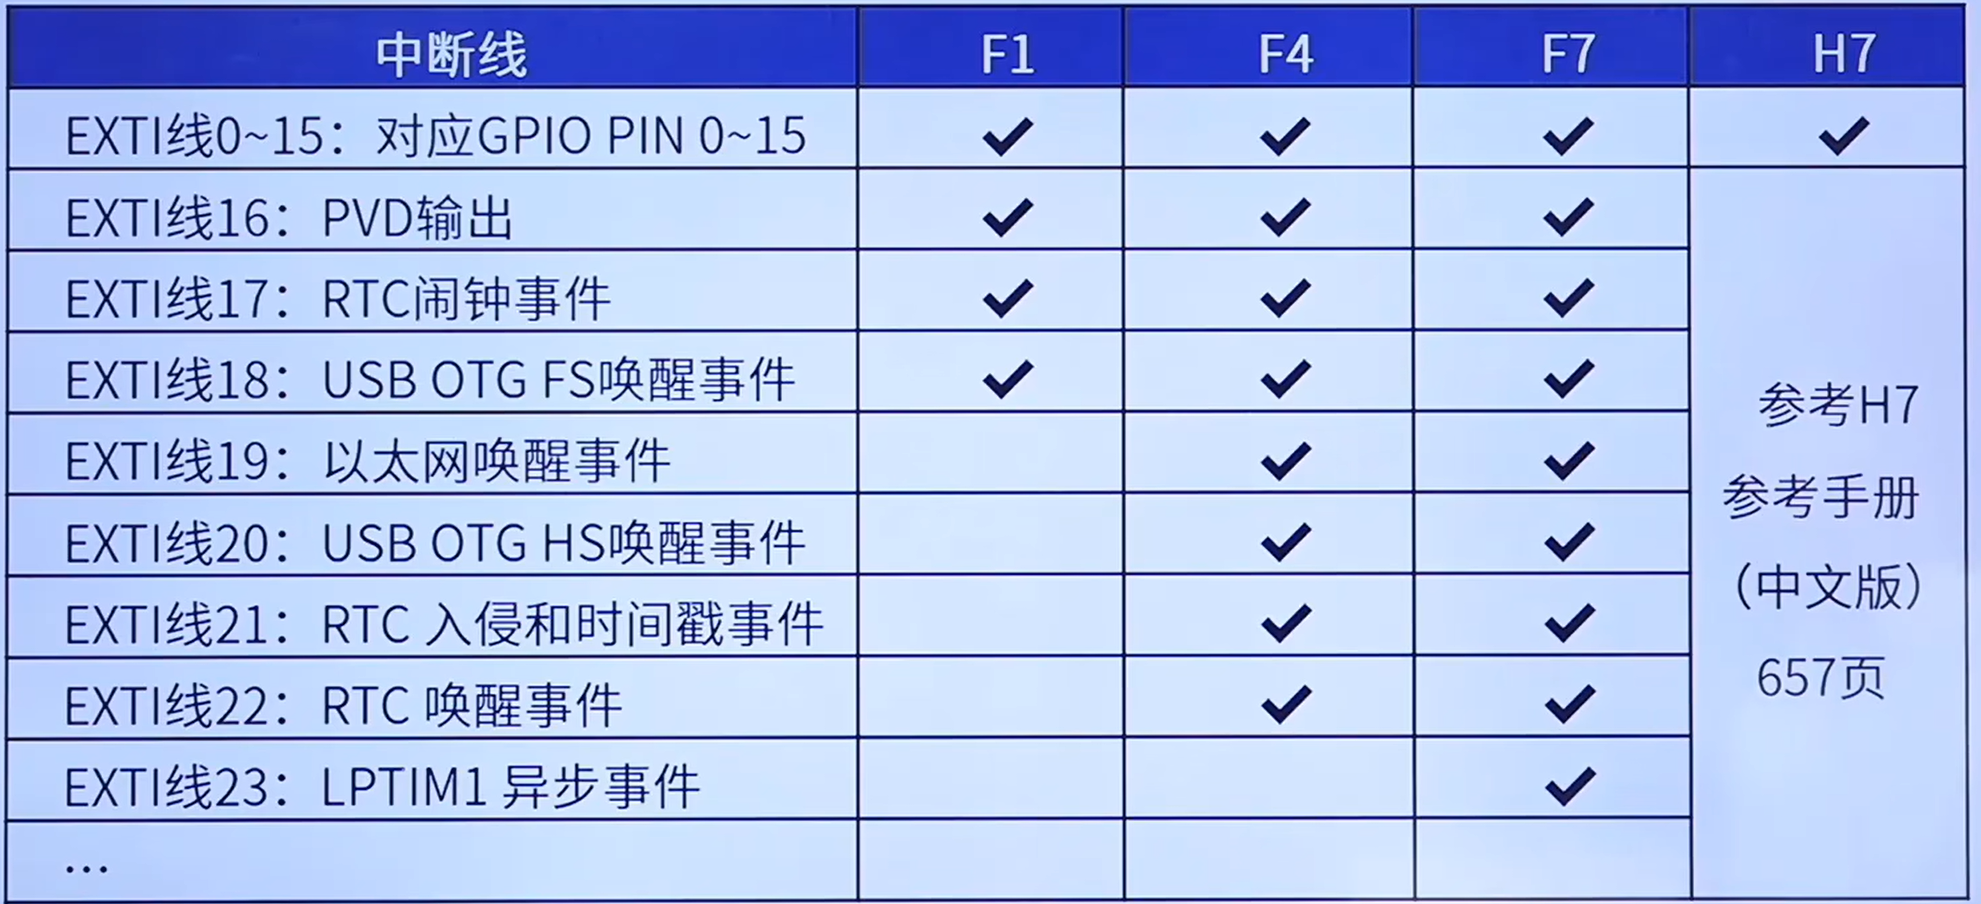 中断线 F1 F4 F7 H7
EXTI线0~15：对应GPIO PIN 0~15 ✓ ✓ ✓ ✓
EXTI线16：PVD输出 ✓ ✓ ✓
EXTI线17：RTC闹钟事件 ✓ ✓ ✓
EXTI线18：USB OTG FS唤醒事件 ✓ ✓ ✓
EXTI线19：以太网唤醒事件 ✓ ✓
EXTI线20：USB OTG HS唤醒事件 ✓ ✓
EXTI线21：RTC 入侵和时间戳事件 ✓ ✓
EXTI线22：RTC 唤醒事件 ✓ ✓
EXTI线23：LPTIM1 异步事件 ✓
…
参考H7
参考手册
（中文版）
657页